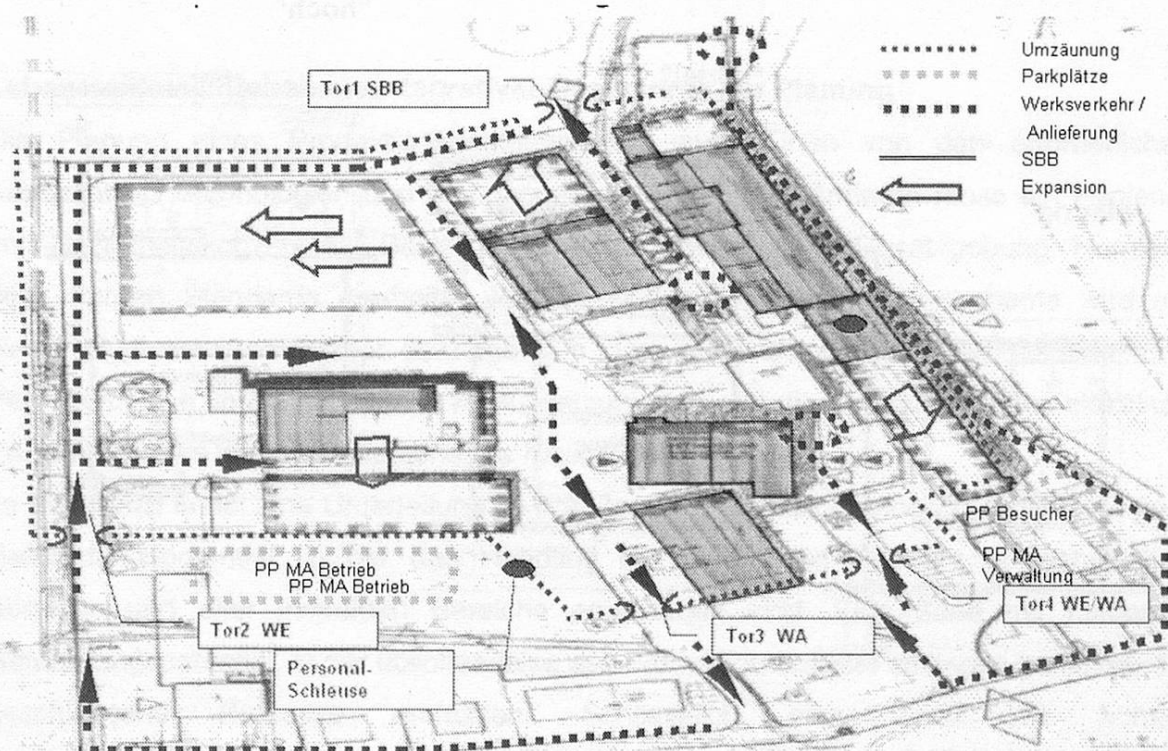 Tor1 SBB
Umzäunung
Parkplätze
Werksverkehr /
Anlieferung
SBB
Expansion
PP Besucher
PP MA
Verwaltung
PP MA Betrieb
PP MA Betrieb
Tor4 WE/WA
Tor2 WE
Tor3 WA
Personal-
Schleuse